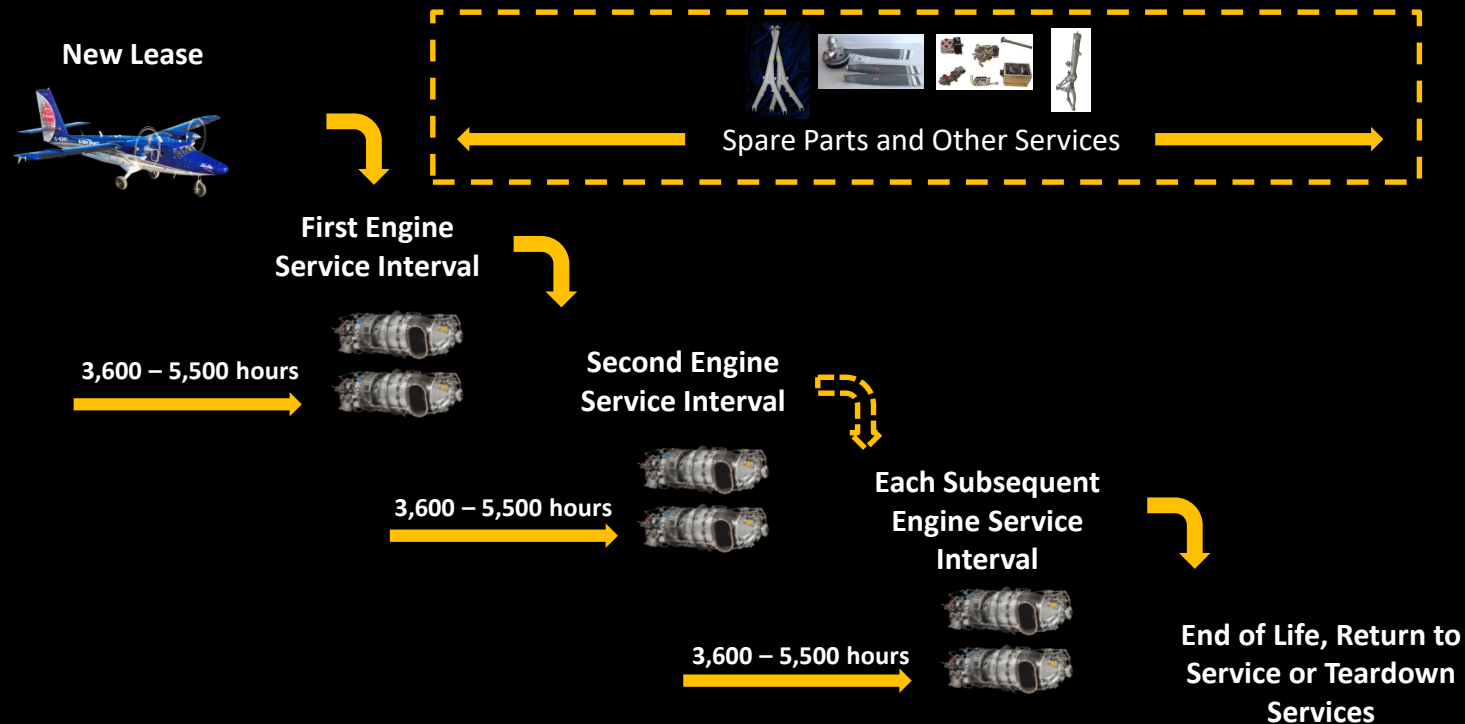 New Lease
Spare Parts and Other Services
First Engine
Service Interval
3,600 – 5,500 hours
Second Engine
Service Interval
3,600 – 5,500 hours
Each Subsequent
Engine Service
Interval
3,600 – 5,500 hours
End of Life, Return to
Service or Teardown
Services